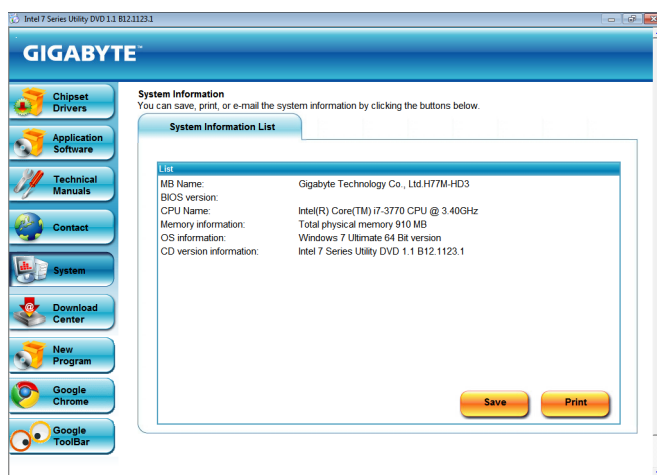 Intel 7 Series Utility DVD 1.1 B12.1123.1
GIGABYTE™
Chipset
Drivers
Application
Software
Technical
Manuals
Contact
System
Download
Center
New
Program
Google
Chrome
Google
ToolBar
System Information
You can save, print, or e-mail the system information by clicking the buttons below.
System Information List
List
MB Name: Gigabyte Technology Co., Ltd.H77M-HD3
BIOS version:
CPU Name: Intel(R) Core(TM) i7-3770 CPU @ 3.40GHz
Memory information: Total physical memory 910 MB
OS information: Windows 7 Ultimate 64 Bit version
CD version information: Intel 7 Series Utility DVD 1.1 B12.1123.1
Save Print